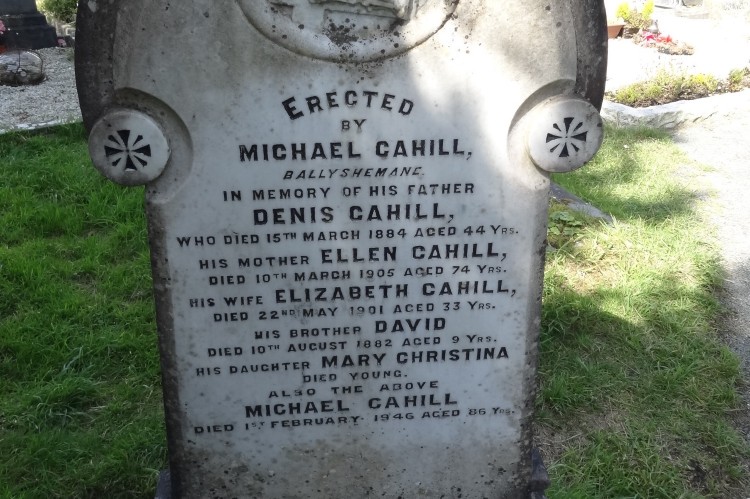 ERECTED
BY
MICHAEL CAHILL,
BALLYSHEMANE.
IN MEMORY OF HIS FATHER
DENIS CAHILL,
WHO DIED 15TH MARCH 1884 AGED 44 YRS.
HIS MOTHER ELLEN CAHILL,
DIED 10TH MARCH 1905 AGED 74 YRS.
HIS WIFE ELIZABETH CAHILL,
DIED 22ND MAY 1901 AGED 33 YRS.
HIS BROTHER DAVID
DIED 10TH AUGUST 1882 AGED 9 YRS.
HIS DAUGHTER MARY CHRISTINA
DIED YOUNG.
ALSO THE ABOVE
MICHAEL CAHILL
DIED 1ST FEBRUARY 1946 AGED 86 YRS.